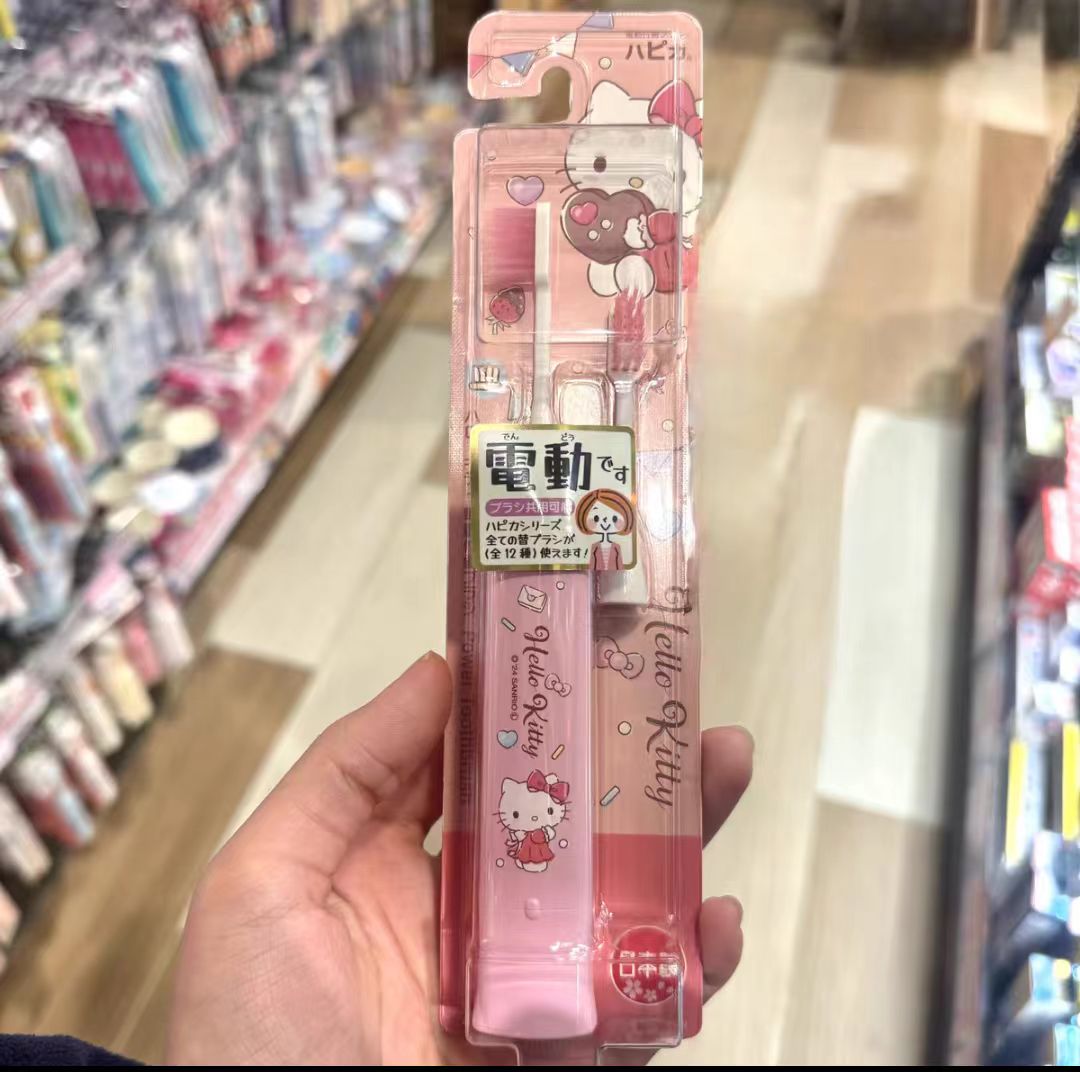 ハピカ
でん どう
電動です
ブラシ共用可能
ハピカシリーズ
全ての替ブラシが
(全12種)使えます!
Hello Kitty
©'24 SANRIO
Hello Kitty
日本製